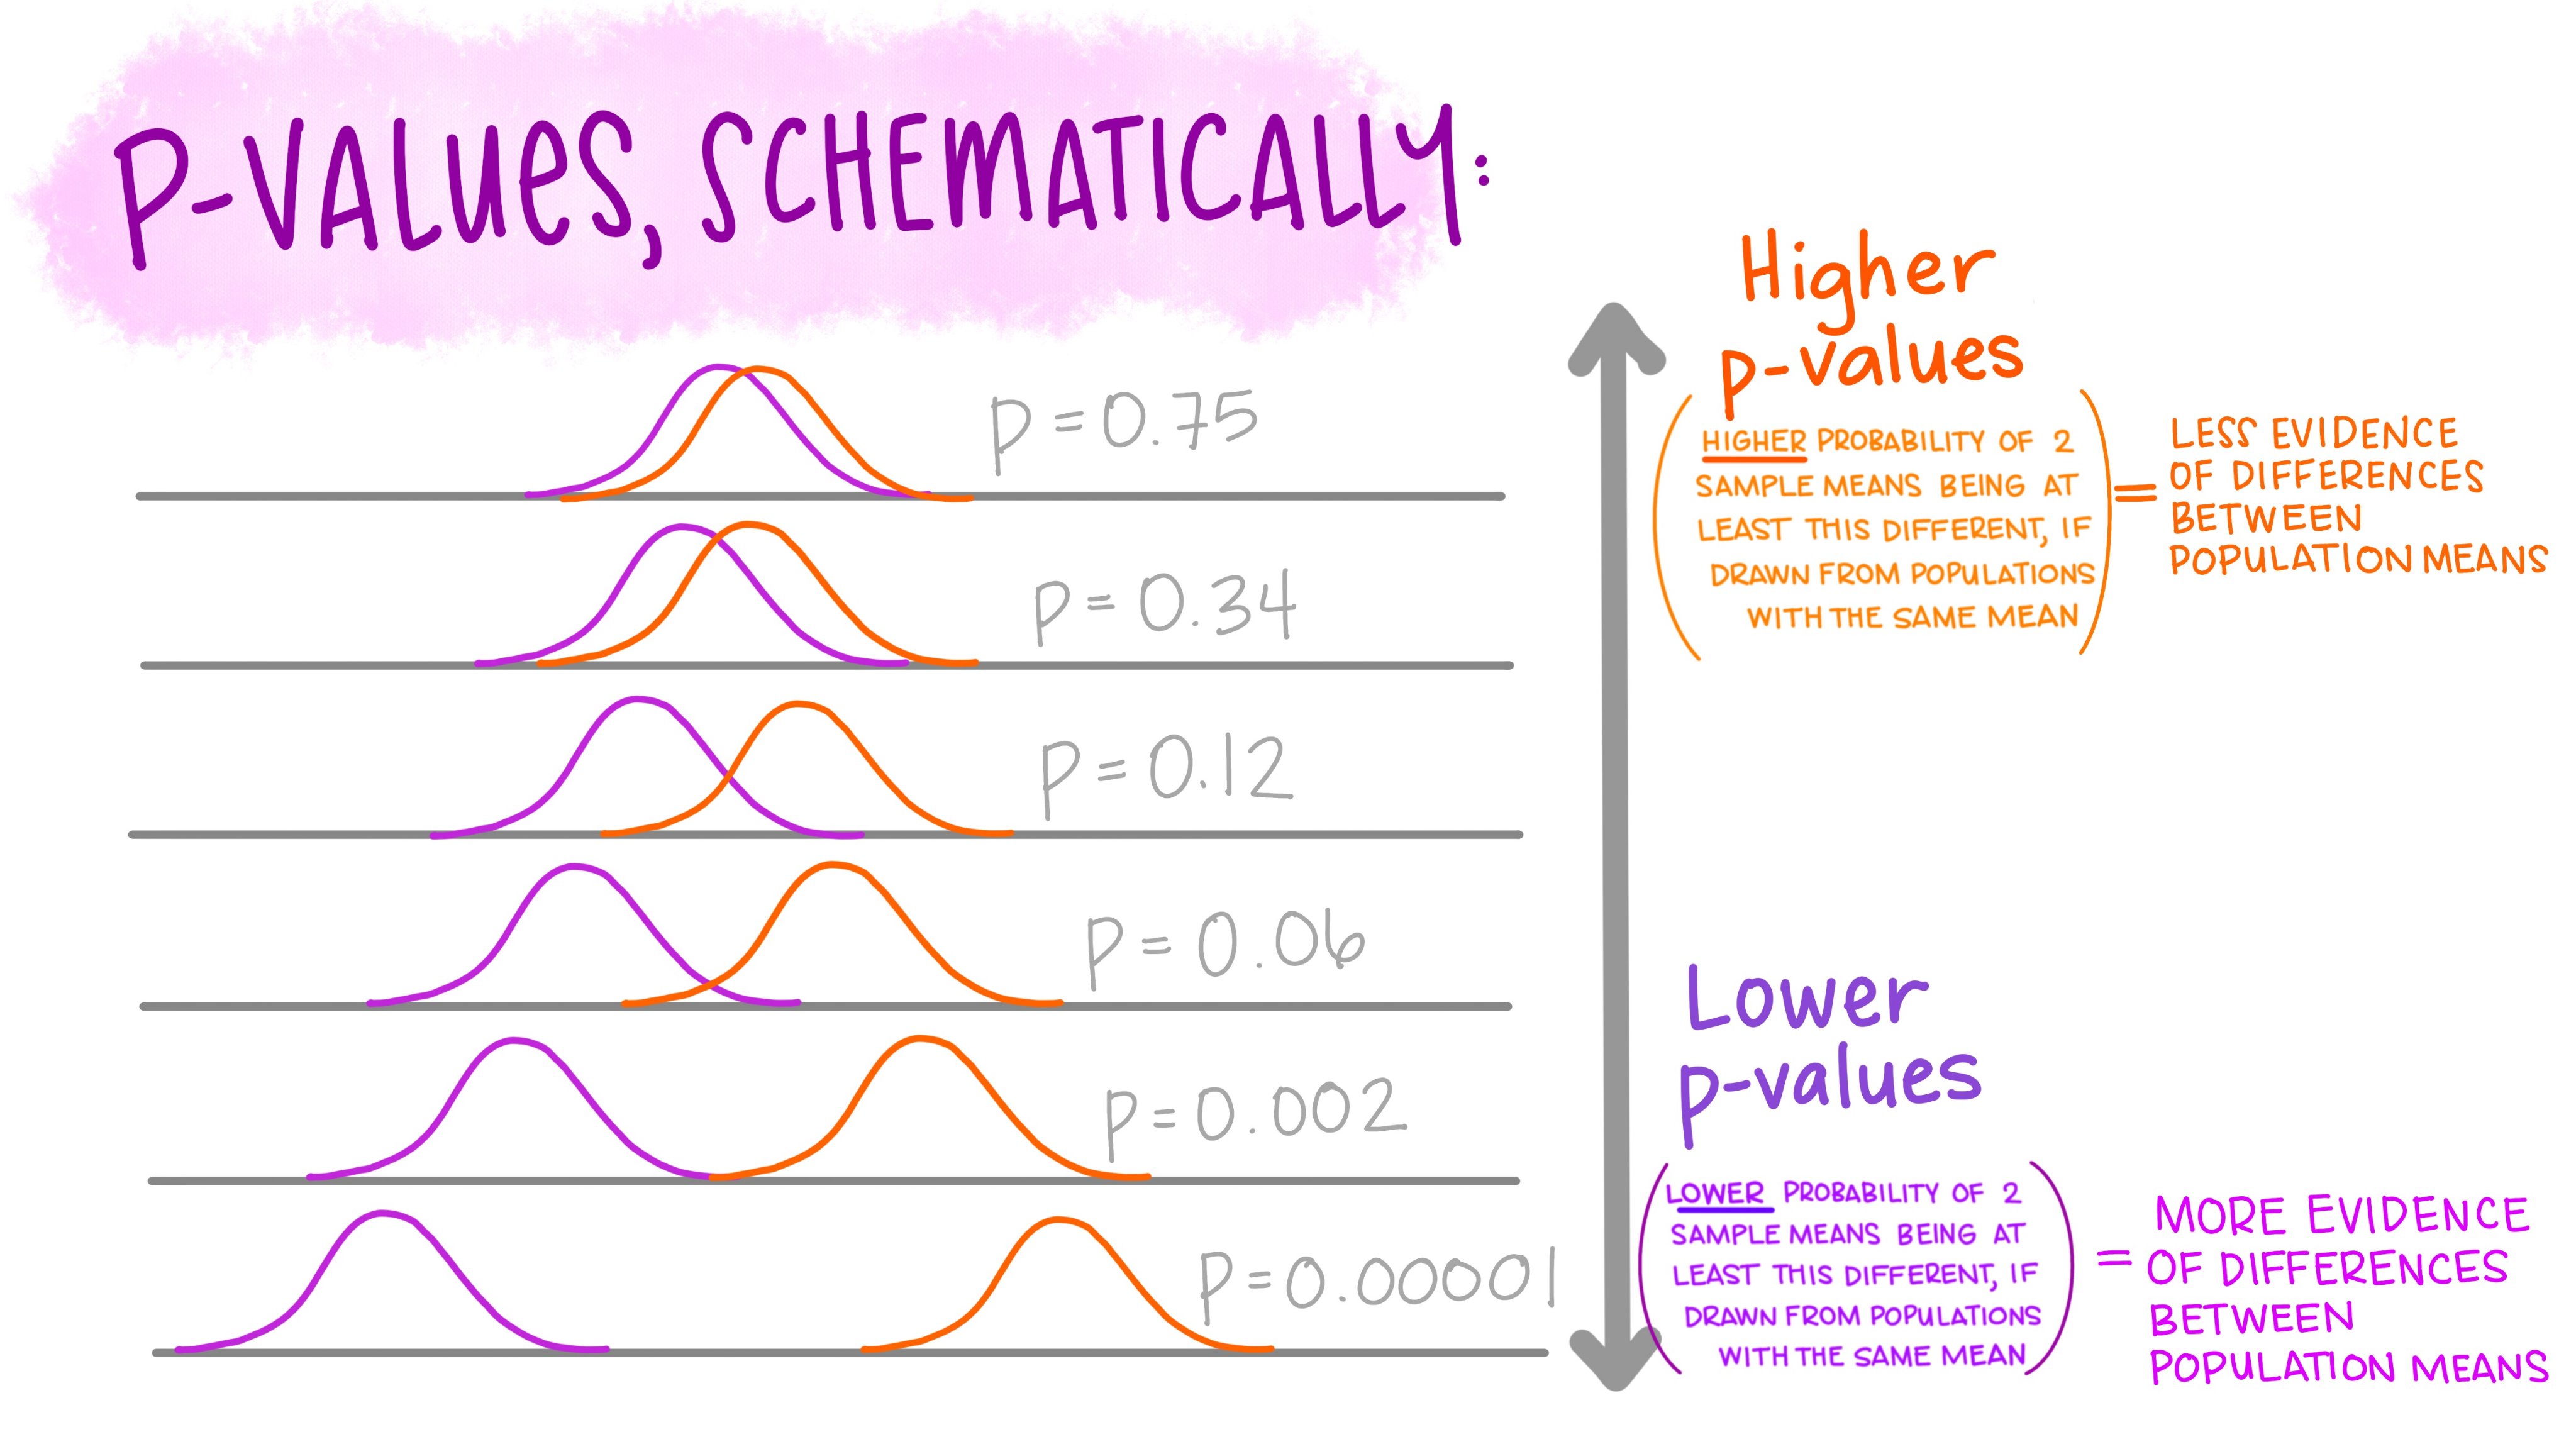 P-VALUES, SCHEMATICALLY:
p=0.75
p=0.34
p=0.12
p=0.06
p=0.002
p=0.00001
Higher
p-values
(HIGHER PROBABILITY OF 2
SAMPLE MEANS BEING AT
LEAST THIS DIFFERENT, IF
DRAWN FROM POPULATIONS
WITH THE SAME MEAN)
=
LESS EVIDENCE
OF DIFFERENCES
BETWEEN
POPULATION MEANS
Lower
p-values
(LOWER PROBABILITY OF 2
SAMPLE MEANS BEING AT
LEAST THIS DIFFERENT, IF
DRAWN FROM POPULATIONS
WITH THE SAME MEAN)
=
MORE EVIDENCE
OF DIFFERENCES
BETWEEN
POPULATION MEANS